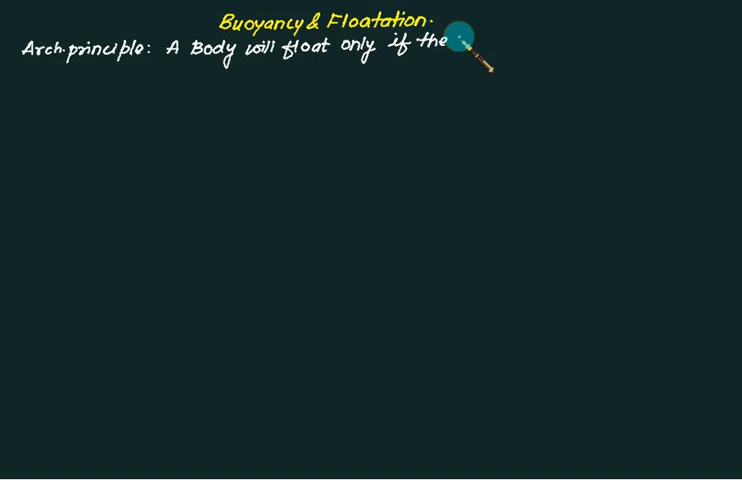 Buoyancy & Floatation.
Arch.principle: A Body will float only if the